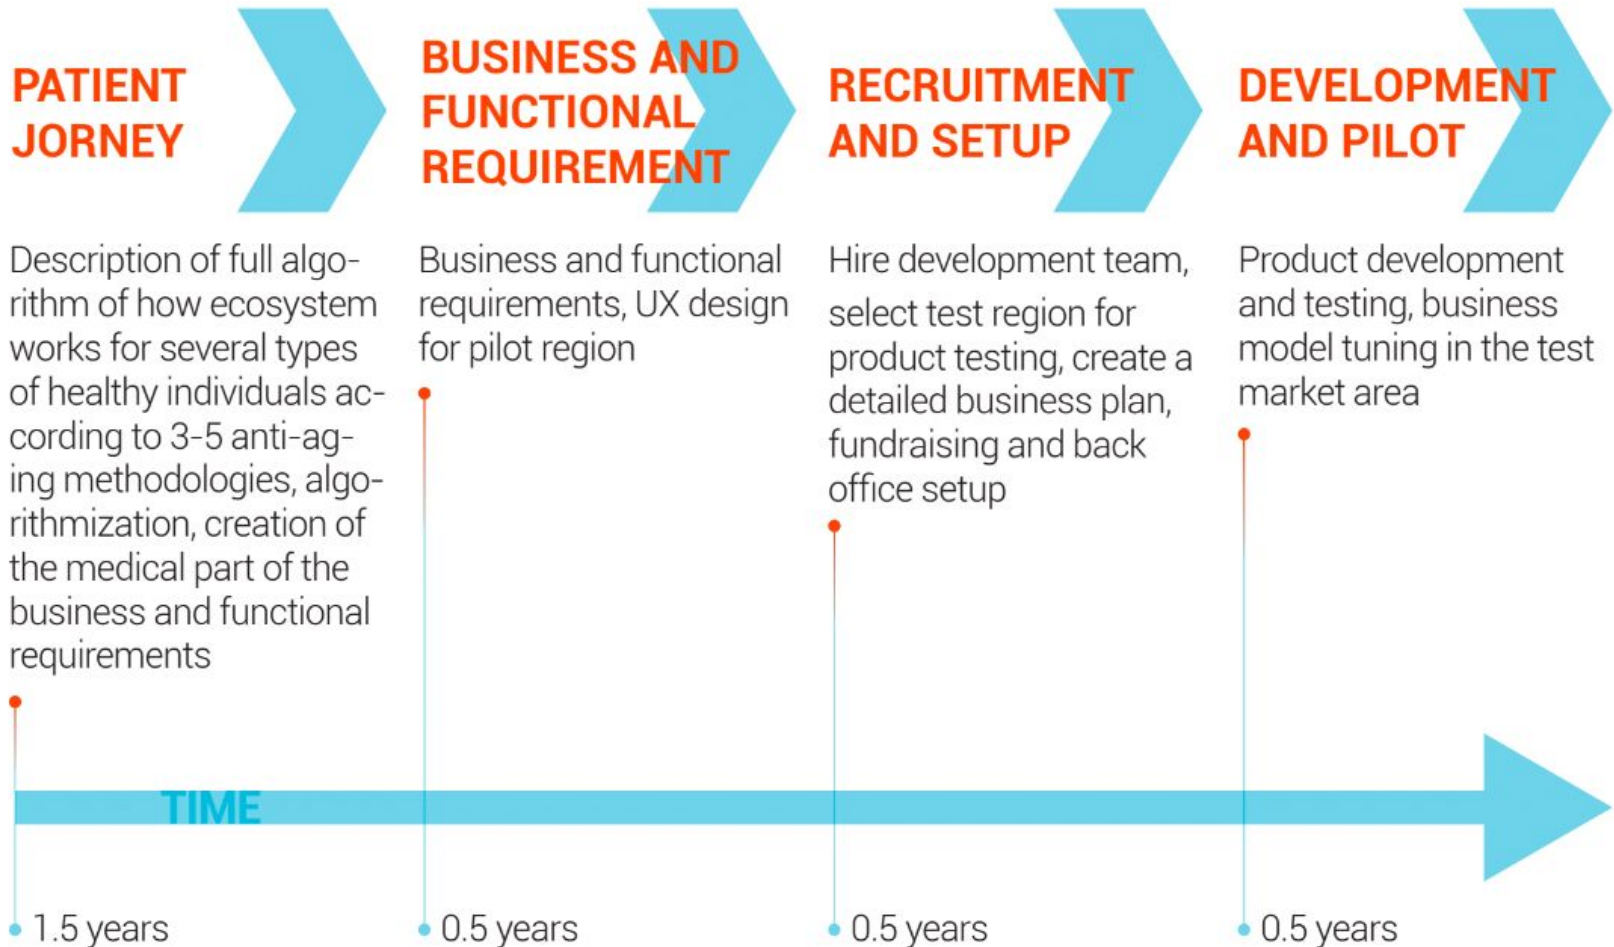 PATIENT
JORNEY
Description of full algo-
rithm of how ecosystem
works for several types
of healthy individuals ac-
cording to 3-5 anti-ag-
ing methodologies, algo-
rithmization, creation of
the medical part of the
business and functional
requirements
BUSINESS AND
FUNCTIONAL
REQUIREMENT
Business and functional
requirements, UX design
for pilot region
RECRUITMENT
AND SETUP
Hire development team,
select test region for
product testing, create a
detailed business plan,
fundraising and back
office setup
DEVELOPMENT
AND PILOT
Product development
and testing, business
model tuning in the test
market area
TIME
1.5 years
0.5 years
0.5 years
0.5 years